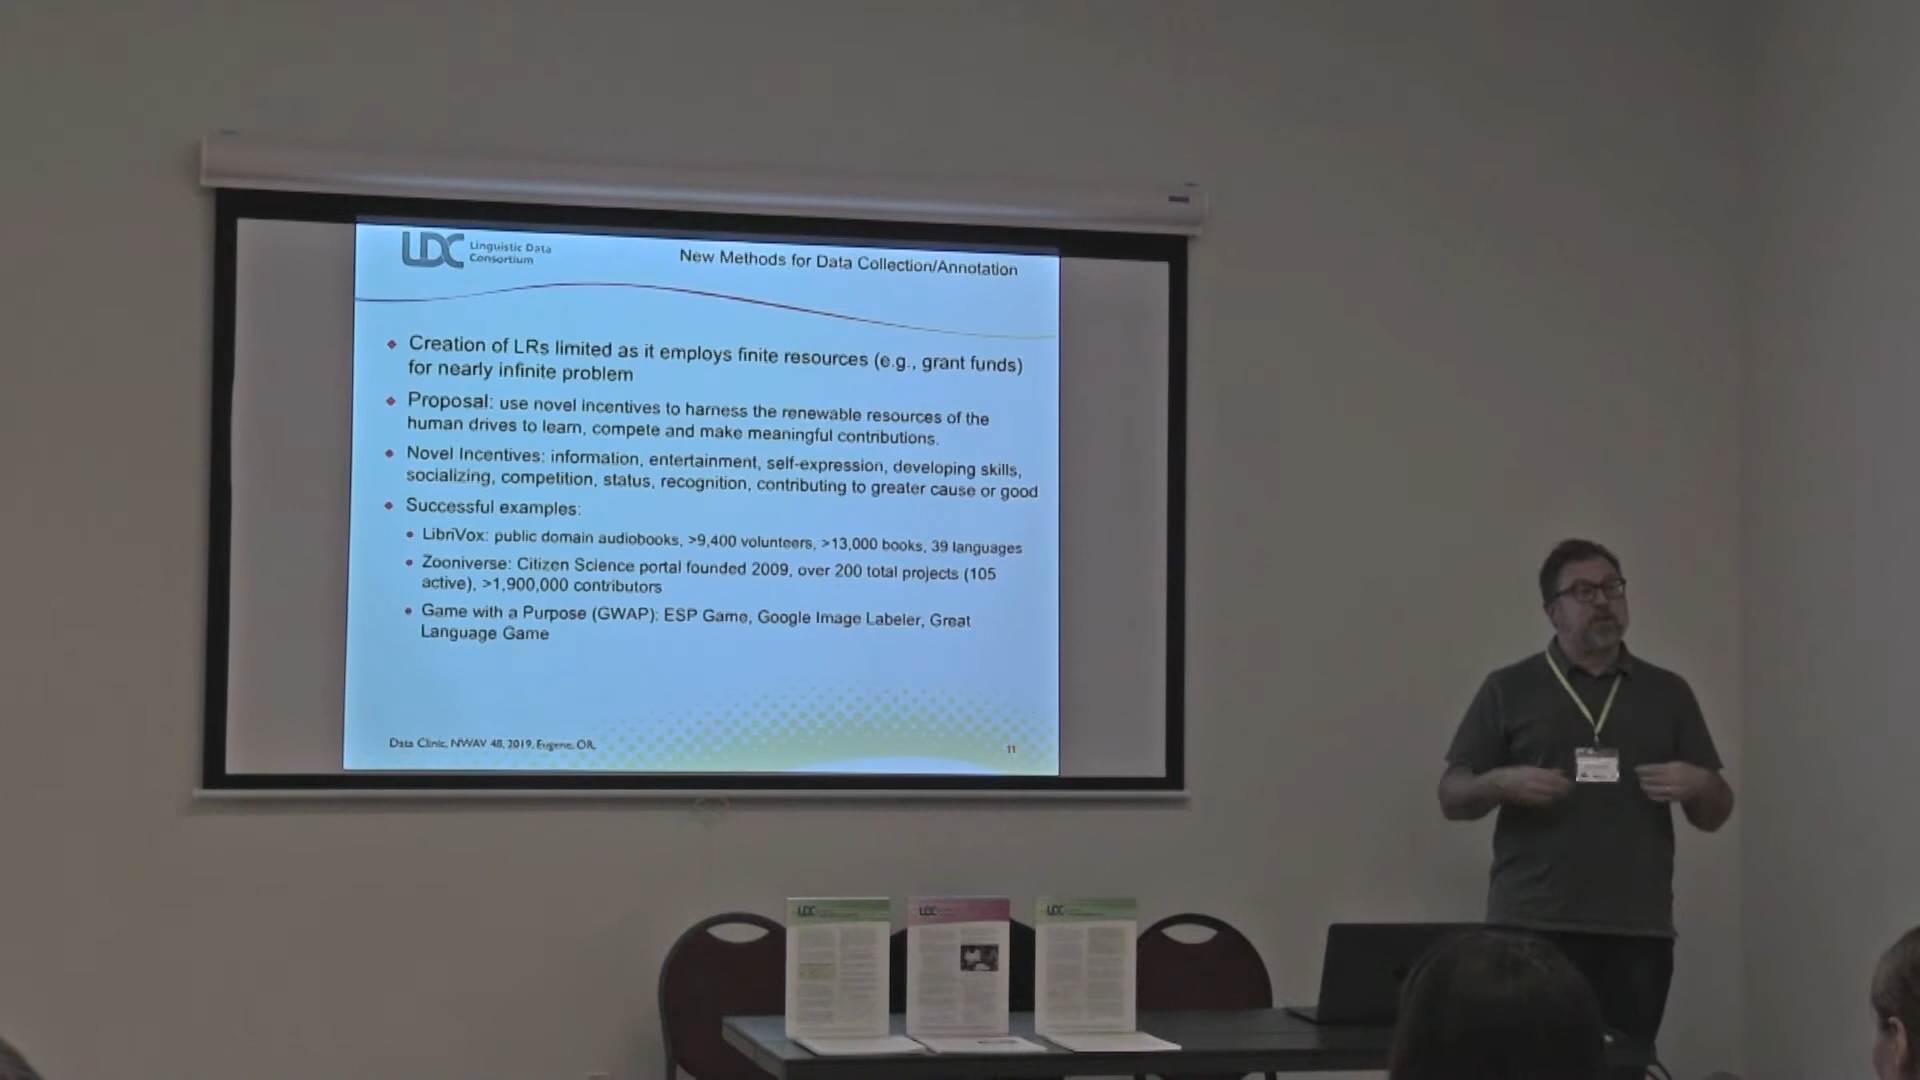 LDC Linguistic Data
Consortium
New Methods for Data Collection/Annotation
Creation of LRs limited as it employs finite resources (e.g., grant funds)
for nearly infinite problem
Proposal: use novel incentives to harness the renewable resources of the
human drives to learn, compete and make meaningful contributions.
Novel Incentives: information, entertainment, self-expression, developing skills,
socializing, competition, status, recognition, contributing to greater cause or good
Successful examples:
LibriVox: public domain audiobooks, >9,400 volunteers, >13,000 books, 39 languages
Zooniverse: Citizen Science portal founded 2009, over 200 total projects (105
active), >1,900,000 contributors
Game with a Purpose (GWAP): ESP Game, Google Image Labeler, Great
Language Game
Data Clinic, NWAV 48, 2019, Eugene, OR,
11
LDC
LDC
LDC